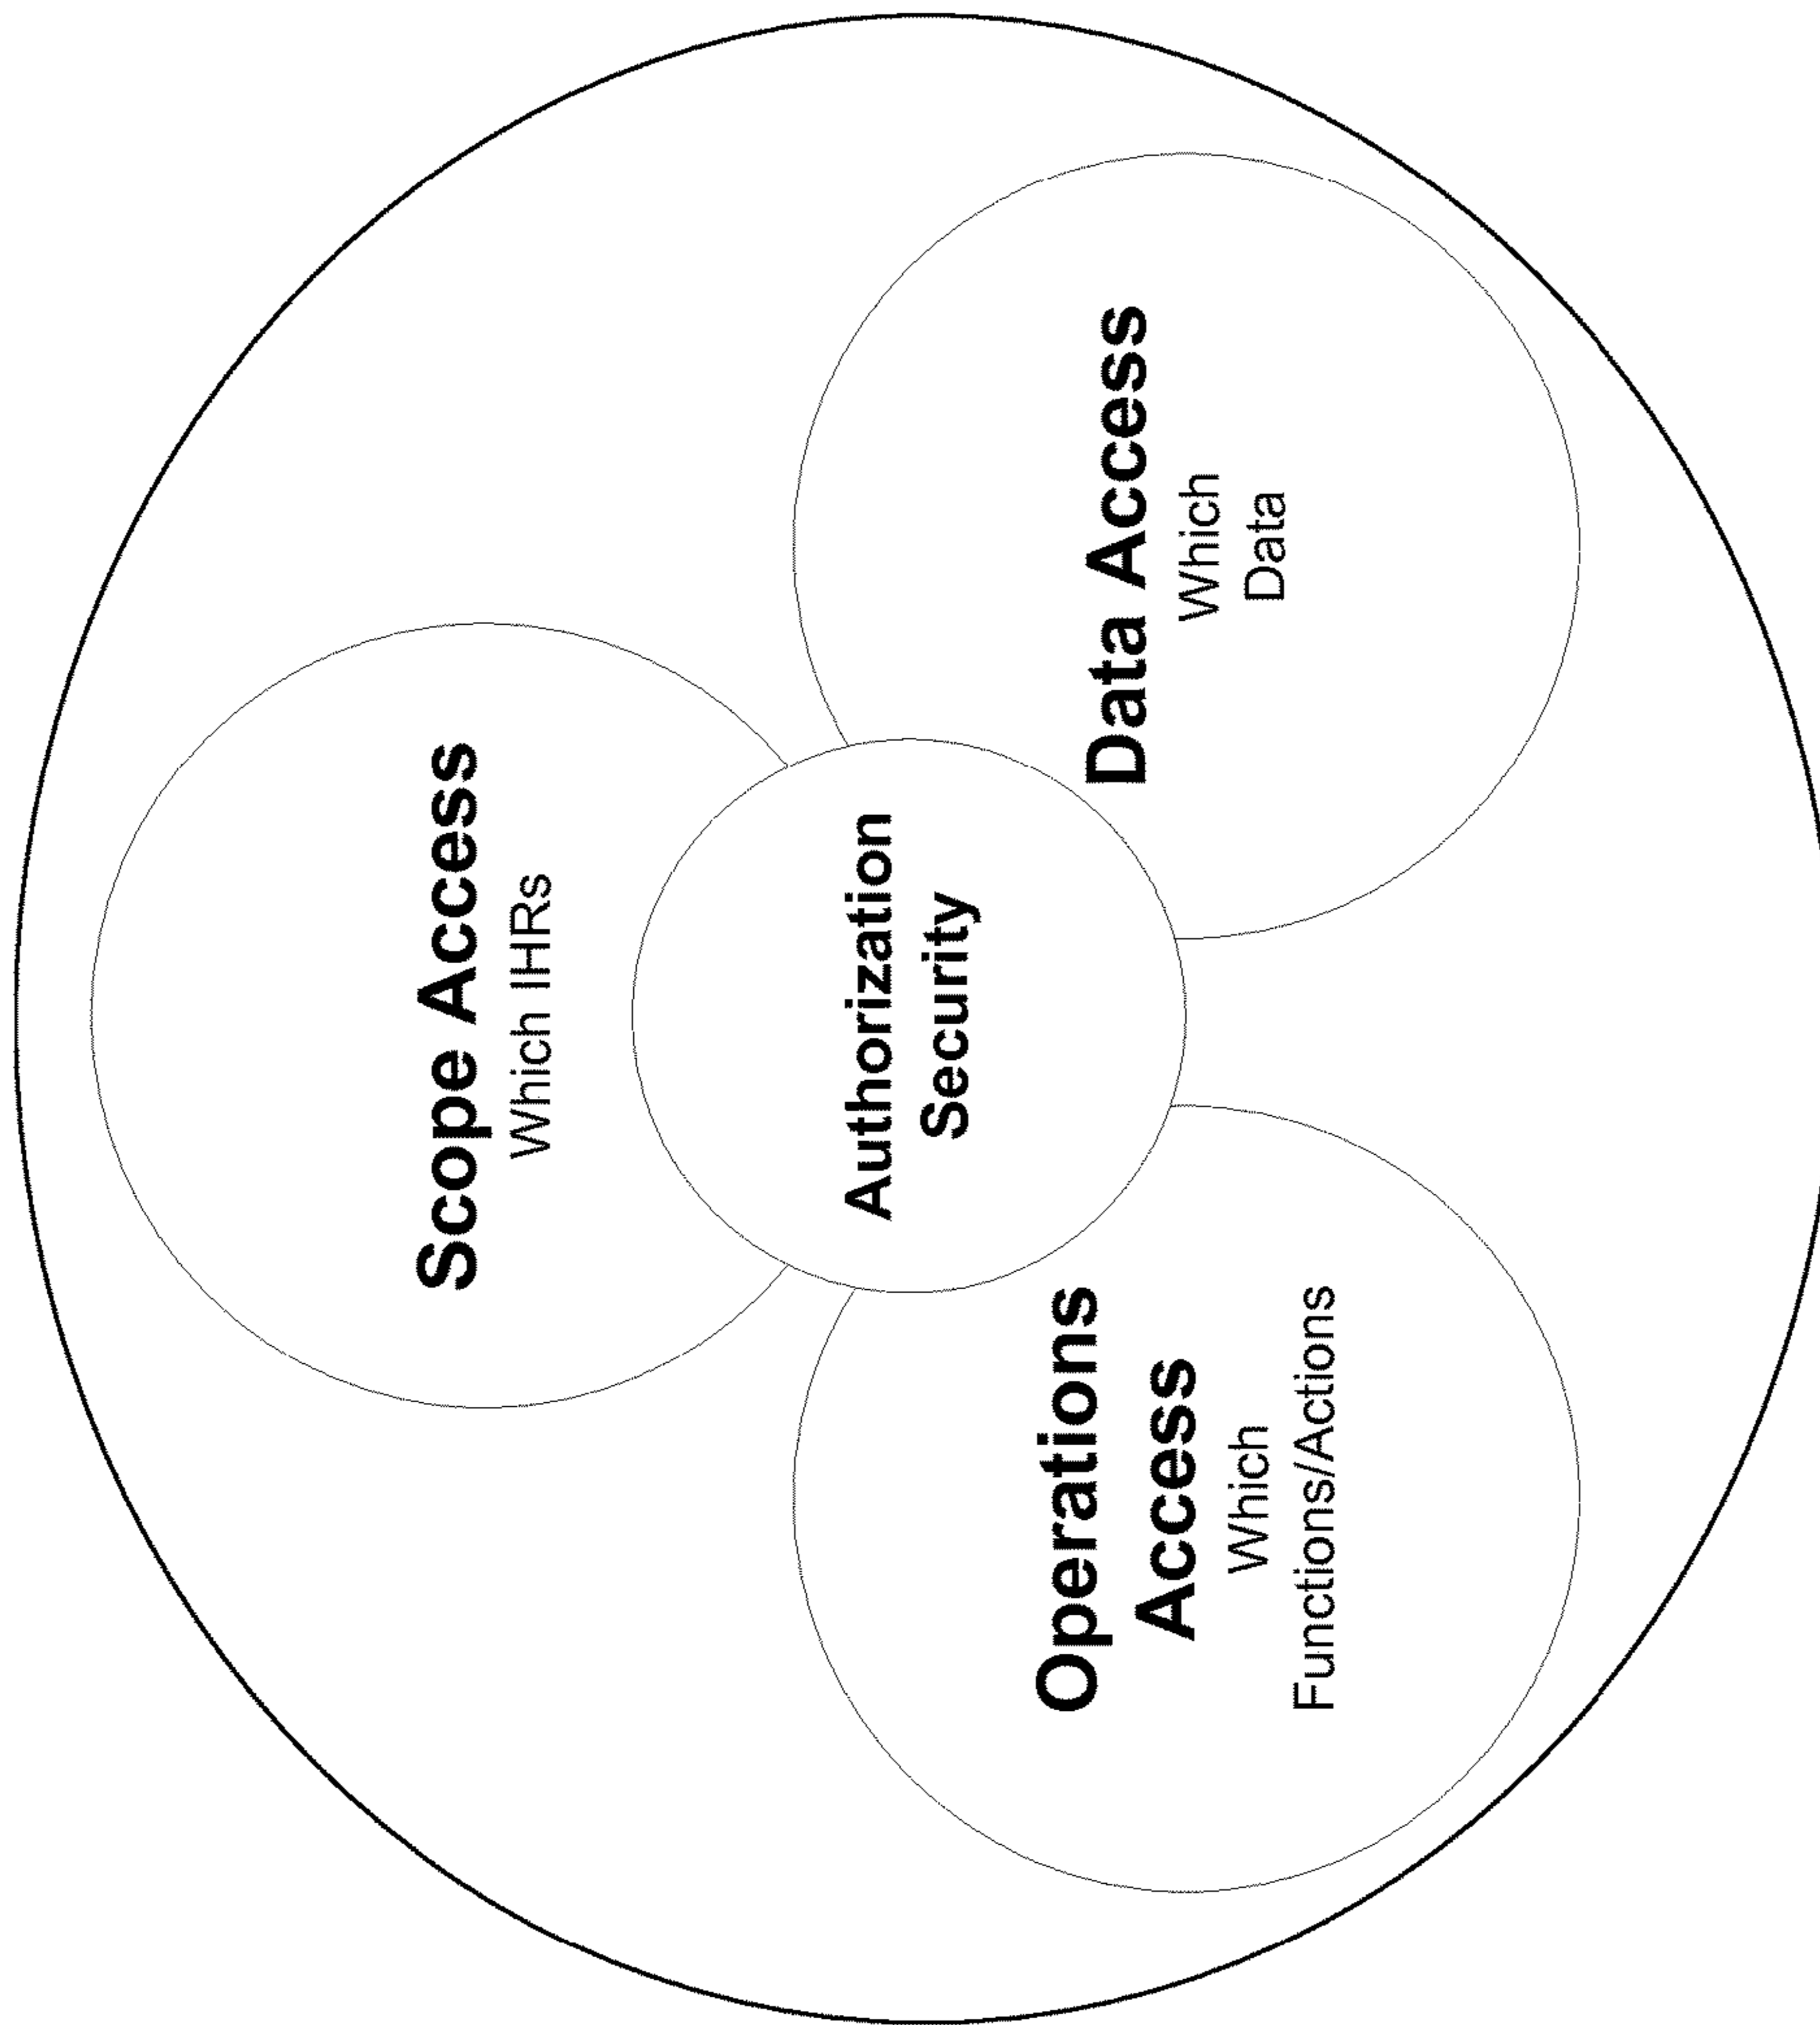 Scope Access
Which IHRs
Authorization
Security
Operations
Access
Which
Functions/Actions
Data Access
Which
Data